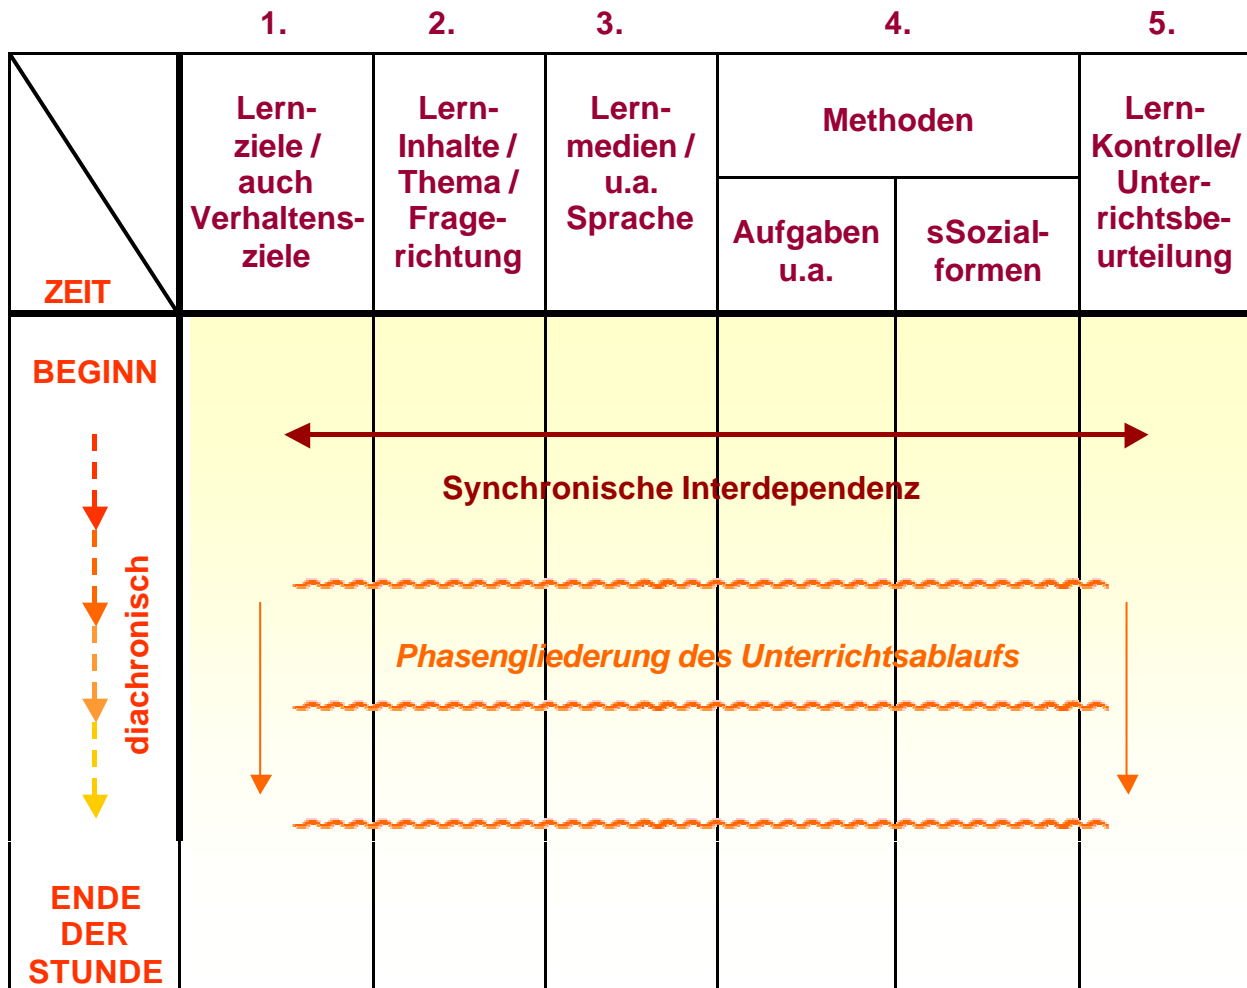 1.
2.
3.
4.
5.
Lern-
ziele /
auch
Verhaltens-
ziele
Lern-
Inhalte /
Thema /
Frage-
richtung
Lern-
medien /
u.a.
Sprache
Methoden
Aufgaben
u.a.
sSozial-
formen
Lern-
Kontrolle/
Unter-
richtsbe-
urteilung
ZEIT
BEGINN
Synchronische Interdependenz
diachronisch
Phasengliederung des Unterrichtsablaufs
ENDE
DER
STUNDE